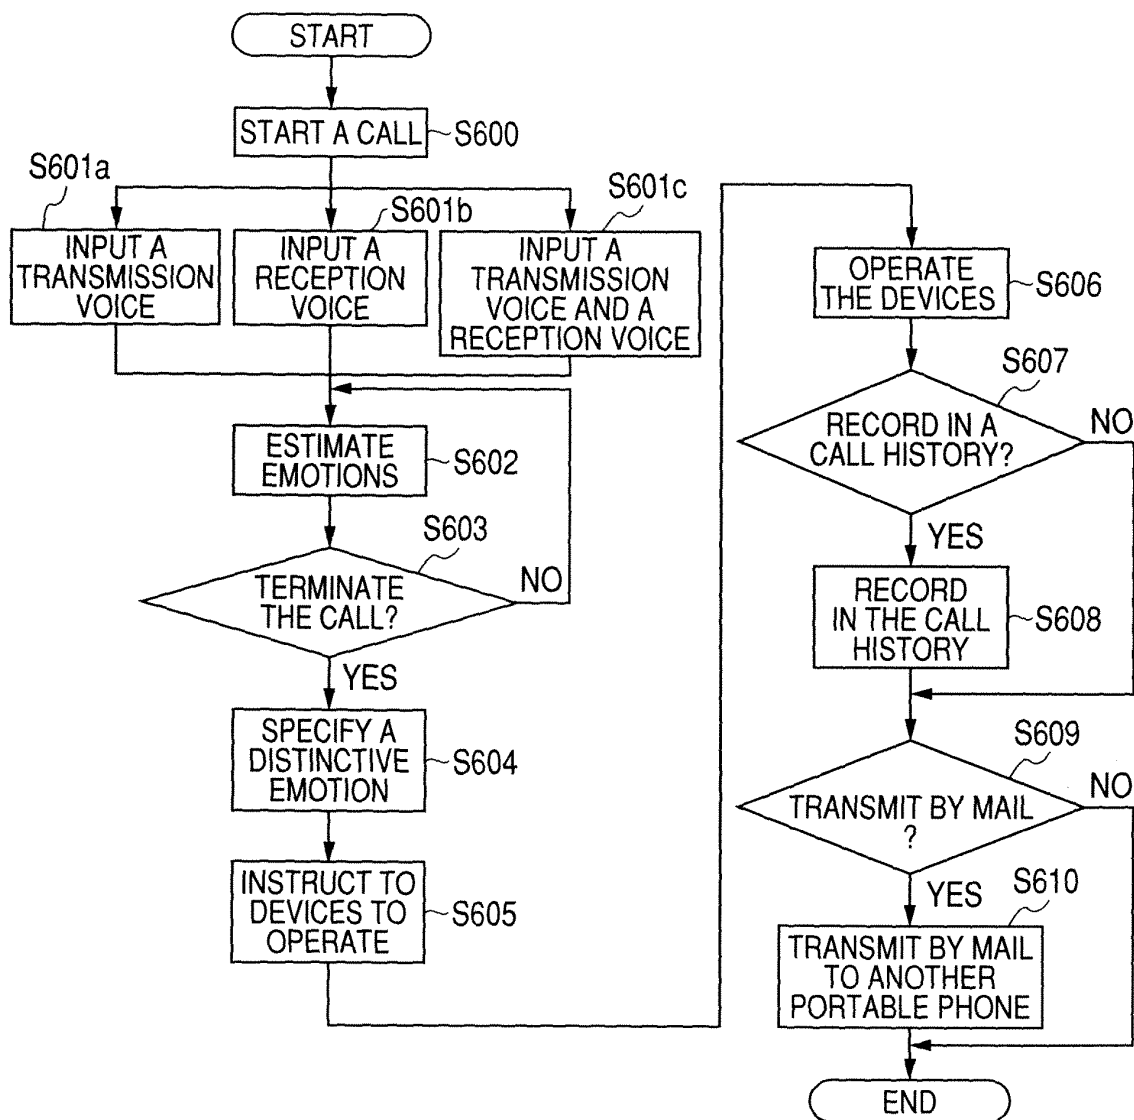 START
START A CALL
S600
S601a
S601b
S601c
INPUT A
TRANSMISSION
VOICE
INPUT A
RECEPTION
VOICE
INPUT A
TRANSMISSION
VOICE AND A
RECEPTION VOICE
ESTIMATE
EMOTIONS
S602
S603
TERMINATE
THE CALL?
NO
YES
SPECIFY A
DISTINCTIVE
EMOTION
S604
INSTRUCT TO
DEVICES TO
OPERATE
S605
OPERATE
THE DEVICES
S606
S607
RECORD IN A
CALL HISTORY?
NO
YES
RECORD
IN THE CALL
HISTORY
S608
S609
TRANSMIT BY MAIL
?
NO
YES
S610
TRANSMIT BY MAIL
TO ANOTHER
PORTABLE PHONE
END